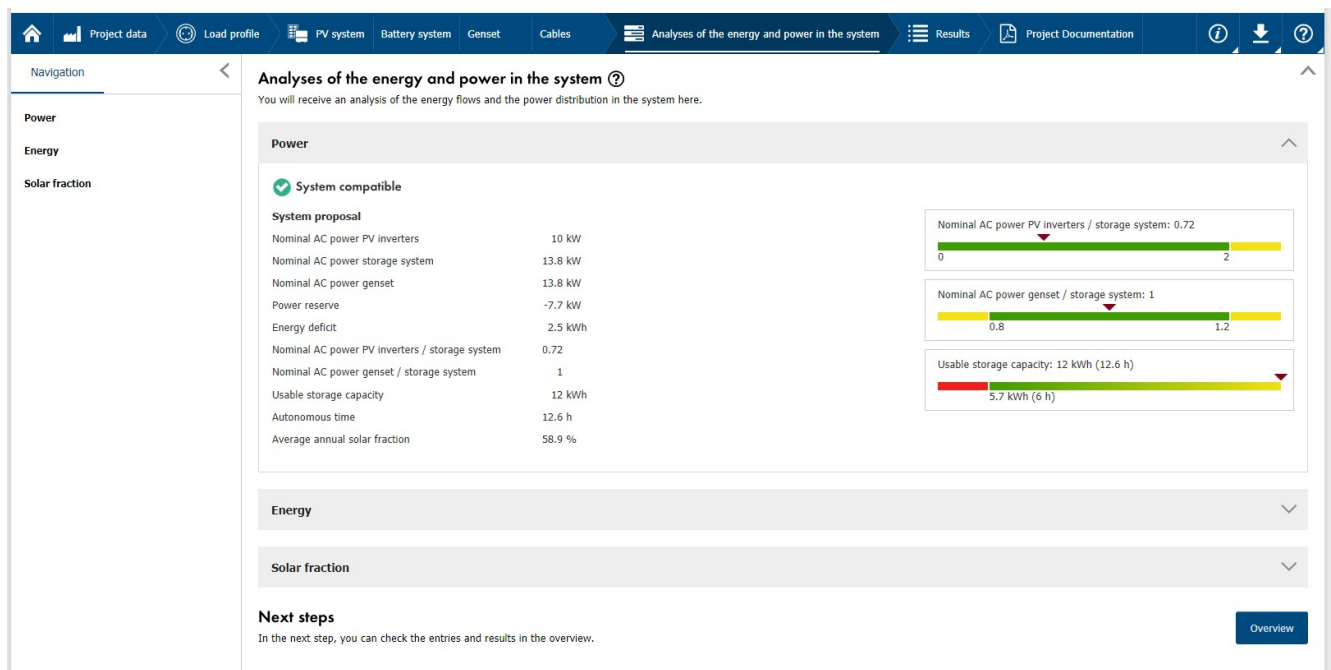 Project data
Load profile
PV system
Battery system
Genset
Cables
Analyses of the energy and power in the system
Results
Project Documentation
Navigation
Power
Energy
Solar fraction
Analyses of the energy and power in the system
You will receive an analysis of the energy flows and the power distribution in the system here.
Power
System compatible
System proposal
Nominal AC power PV inverters 10 kW
Nominal AC power storage system 13.8 kW
Nominal AC power genset 13.8 kW
Power reserve -7.7 kW
Energy deficit 2.5 kWh
Nominal AC power PV inverters / storage system 0.72
Nominal AC power genset / storage system 1
Usable storage capacity 12 kWh
Autonomous time 12.6 h
Average annual solar fraction 58.9 %
Nominal AC power PV inverters / storage system: 0.72
0 2
Nominal AC power genset / storage system: 1
0.8 1.2
Usable storage capacity: 12 kWh (12.6 h)
5.7 kWh (6 h)
Energy
Solar fraction
Next steps
In the next step, you can check the entries and results in the overview.
Overview